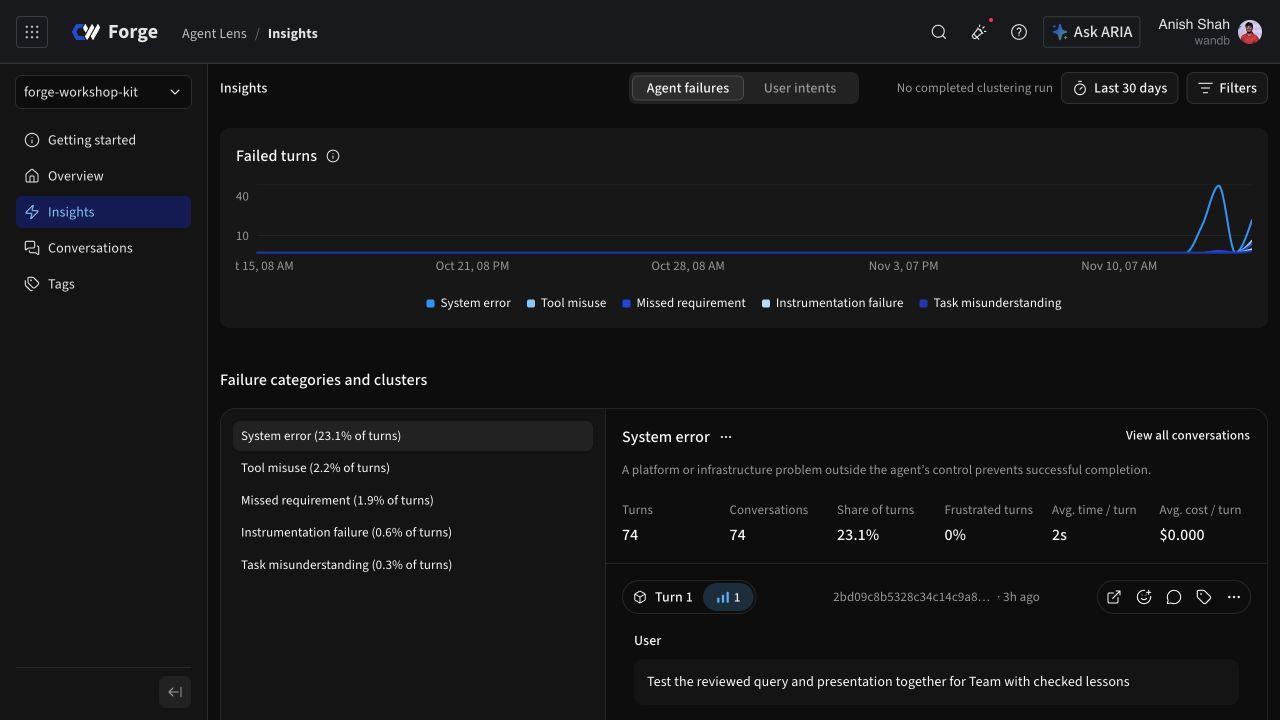 Forge
Agent Lens / Insights
Ask ARIA
Anish Shah
wandb
forge-workshop-kit
Getting started
Overview
Insights
Conversations
Tags
Insights
Agent failures
User intents
No completed clustering run
Last 30 days
Filters
Failed turns
40
10
t 15, 08 AM
Oct 21, 08 PM
Oct 28, 08 AM
Nov 3, 07 PM
Nov 10, 07 AM
System error
Tool misuse
Missed requirement
Instrumentation failure
Task misunderstanding
Failure categories and clusters
System error (23.1% of turns)
Tool misuse (2.2% of turns)
Missed requirement (1.9% of turns)
Instrumentation failure (0.6% of turns)
Task misunderstanding (0.3% of turns)
System error ···
View all conversations
A platform or infrastructure problem outside the agent's control prevents successful completion.
Turns
Conversations
Share of turns
Frustrated turns
Avg. time / turn
Avg. cost / turn
74
74
23.1%
0%
2s
$0.000
Turn 1
1
2bd09c8b5328c34c14c9a8… · 3h ago
User
Test the reviewed query and presentation together for Team with checked lessons